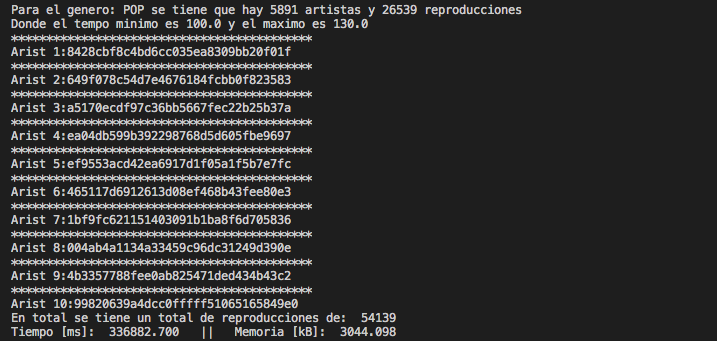 Para el genero: POP se tiene que hay 5891 artistas y 26539 reproducciones
Donde el tempo minimo es 100.0 y el maximo es 130.0
*******************************************
Arist 1:8428cbf8c4bd6cc035ea8309bb20f01f
*******************************************
Arist 2:649f078c54d7e4676184fcbb0f823583
*******************************************
Arist 3:a5170ecdf97c36bb5667fec22b25b37a
*******************************************
Arist 4:ea04db599b392298768d5d605fbe9697
*******************************************
Arist 5:ef9553acd42ea6917d1f05a1f5b7e7fc
*******************************************
Arist 6:465117d6912613d08ef468b43fee80e3
*******************************************
Arist 7:1bf9fc621151403091b1ba8f6d705836
*******************************************
Arist 8:004ab4a1134a33459c96dc31249d390e
*******************************************
Arist 9:4b3357788fee0ab825471ded434b43c2
*******************************************
Arist 10:99820639a4dcc0fffff51065165849e0
En total se tiene un total de reproducciones de:  54139
Tiempo [ms]:  336882.700   ||   Memoria [kB]:  3044.098